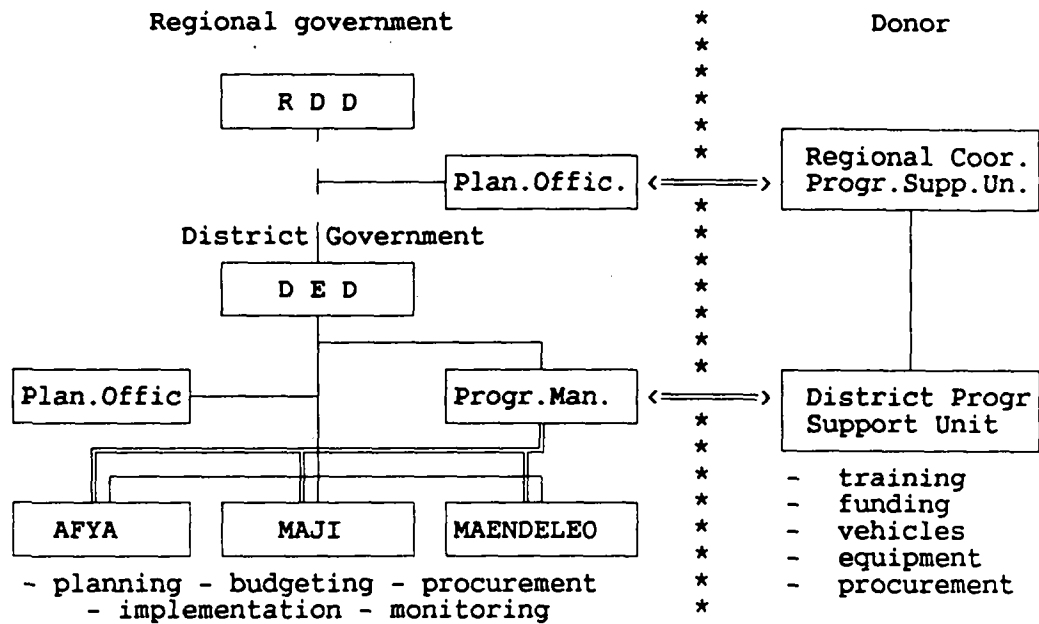 Regional government
Donor
R D D
Plan.Offic. <====> Regional Coor.
Progr.Supp.Un.
District Government
D E D
Plan.Offic
Progr.Man. <====> District Progr
Support Unit
AFYA
MAJI
MAENDELEO
- planning - budgeting - procurement
- implementation - monitoring
- training
- funding
- vehicles
- equipment
- procurement